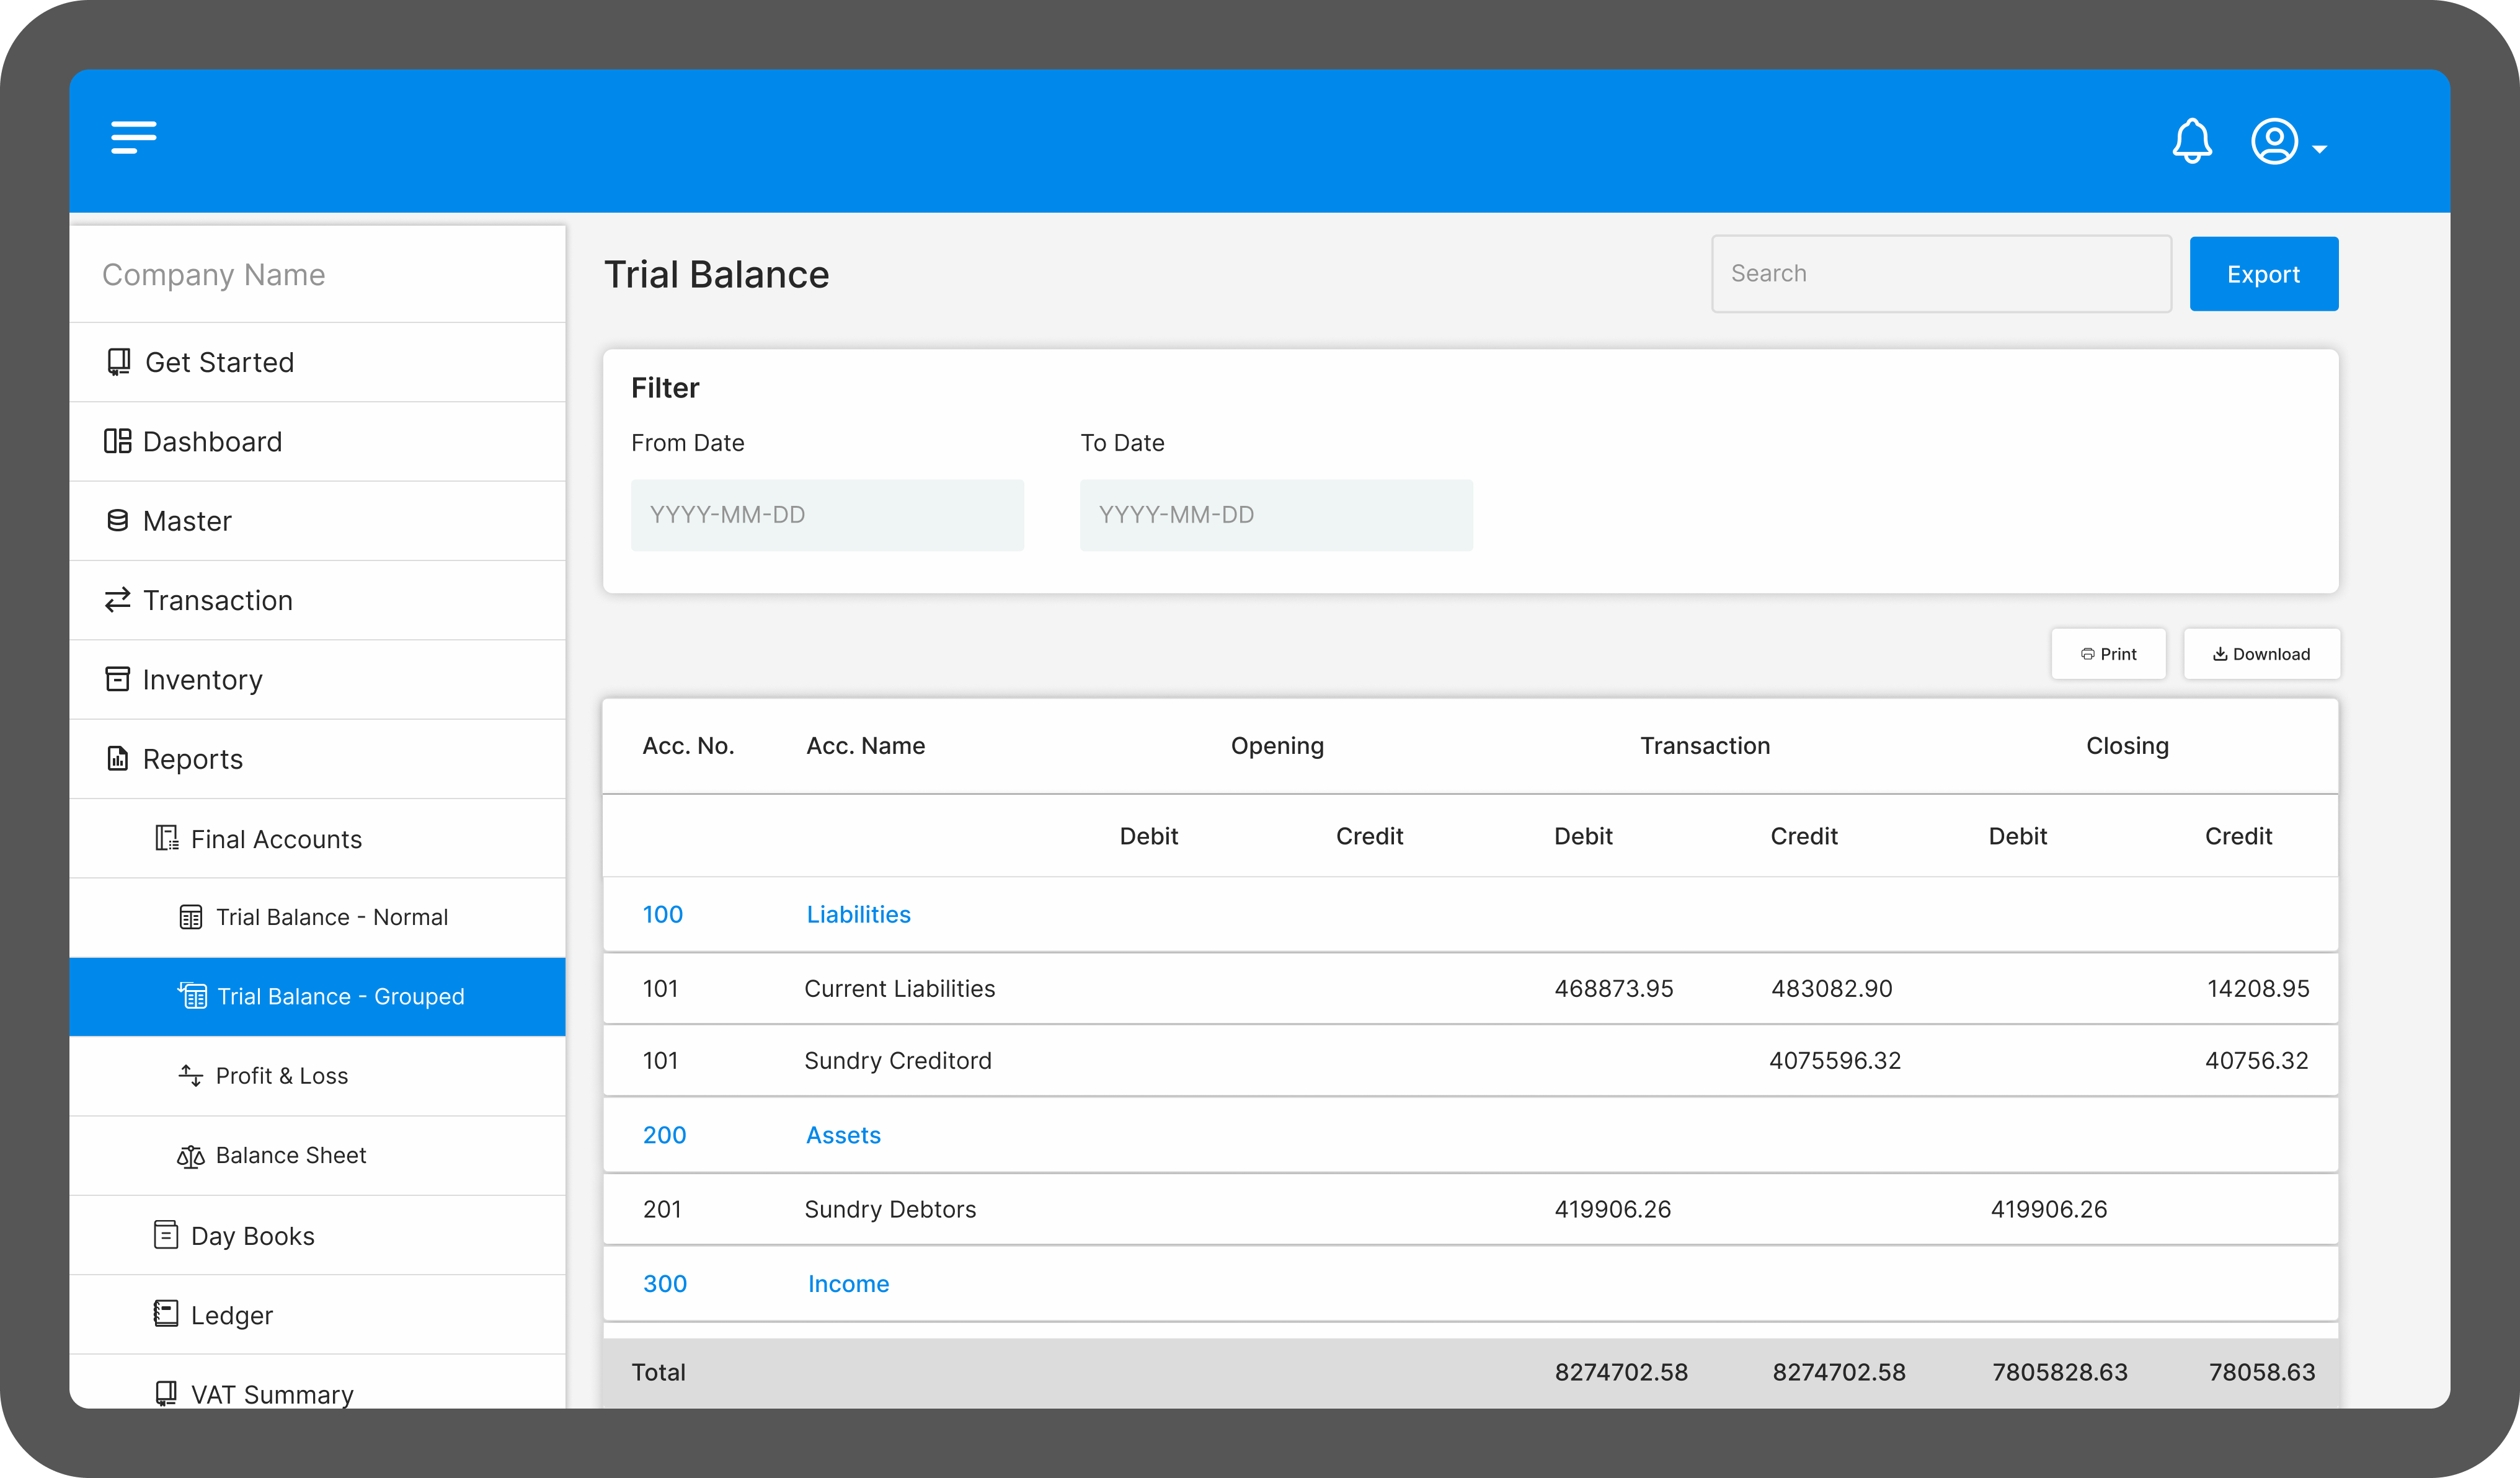 Company Name
Get Started
Dashboard
Master
Transaction
Inventory
Reports
Final Accounts
Trial Balance - Normal
Trial Balance - Grouped
Profit & Loss
Balance Sheet
Day Books
Ledger
VAT Summary
Trial Balance
Search
Export
Filter
From Date To Date
YYYY-MM-DD YYYY-MM-DD
Print Download
Acc. No. Acc. Name Opening Transaction Closing
Debit Credit Debit Credit Debit Credit
100 Liabilities
101 Current Liabilities 468873.95 483082.90 14208.95
101 Sundry Creditord 4075596.32 40756.32
200 Assets
201 Sundry Debtors 419906.26 419906.26
300 Income
Total 8274702.58 8274702.58 7805828.63 78058.63